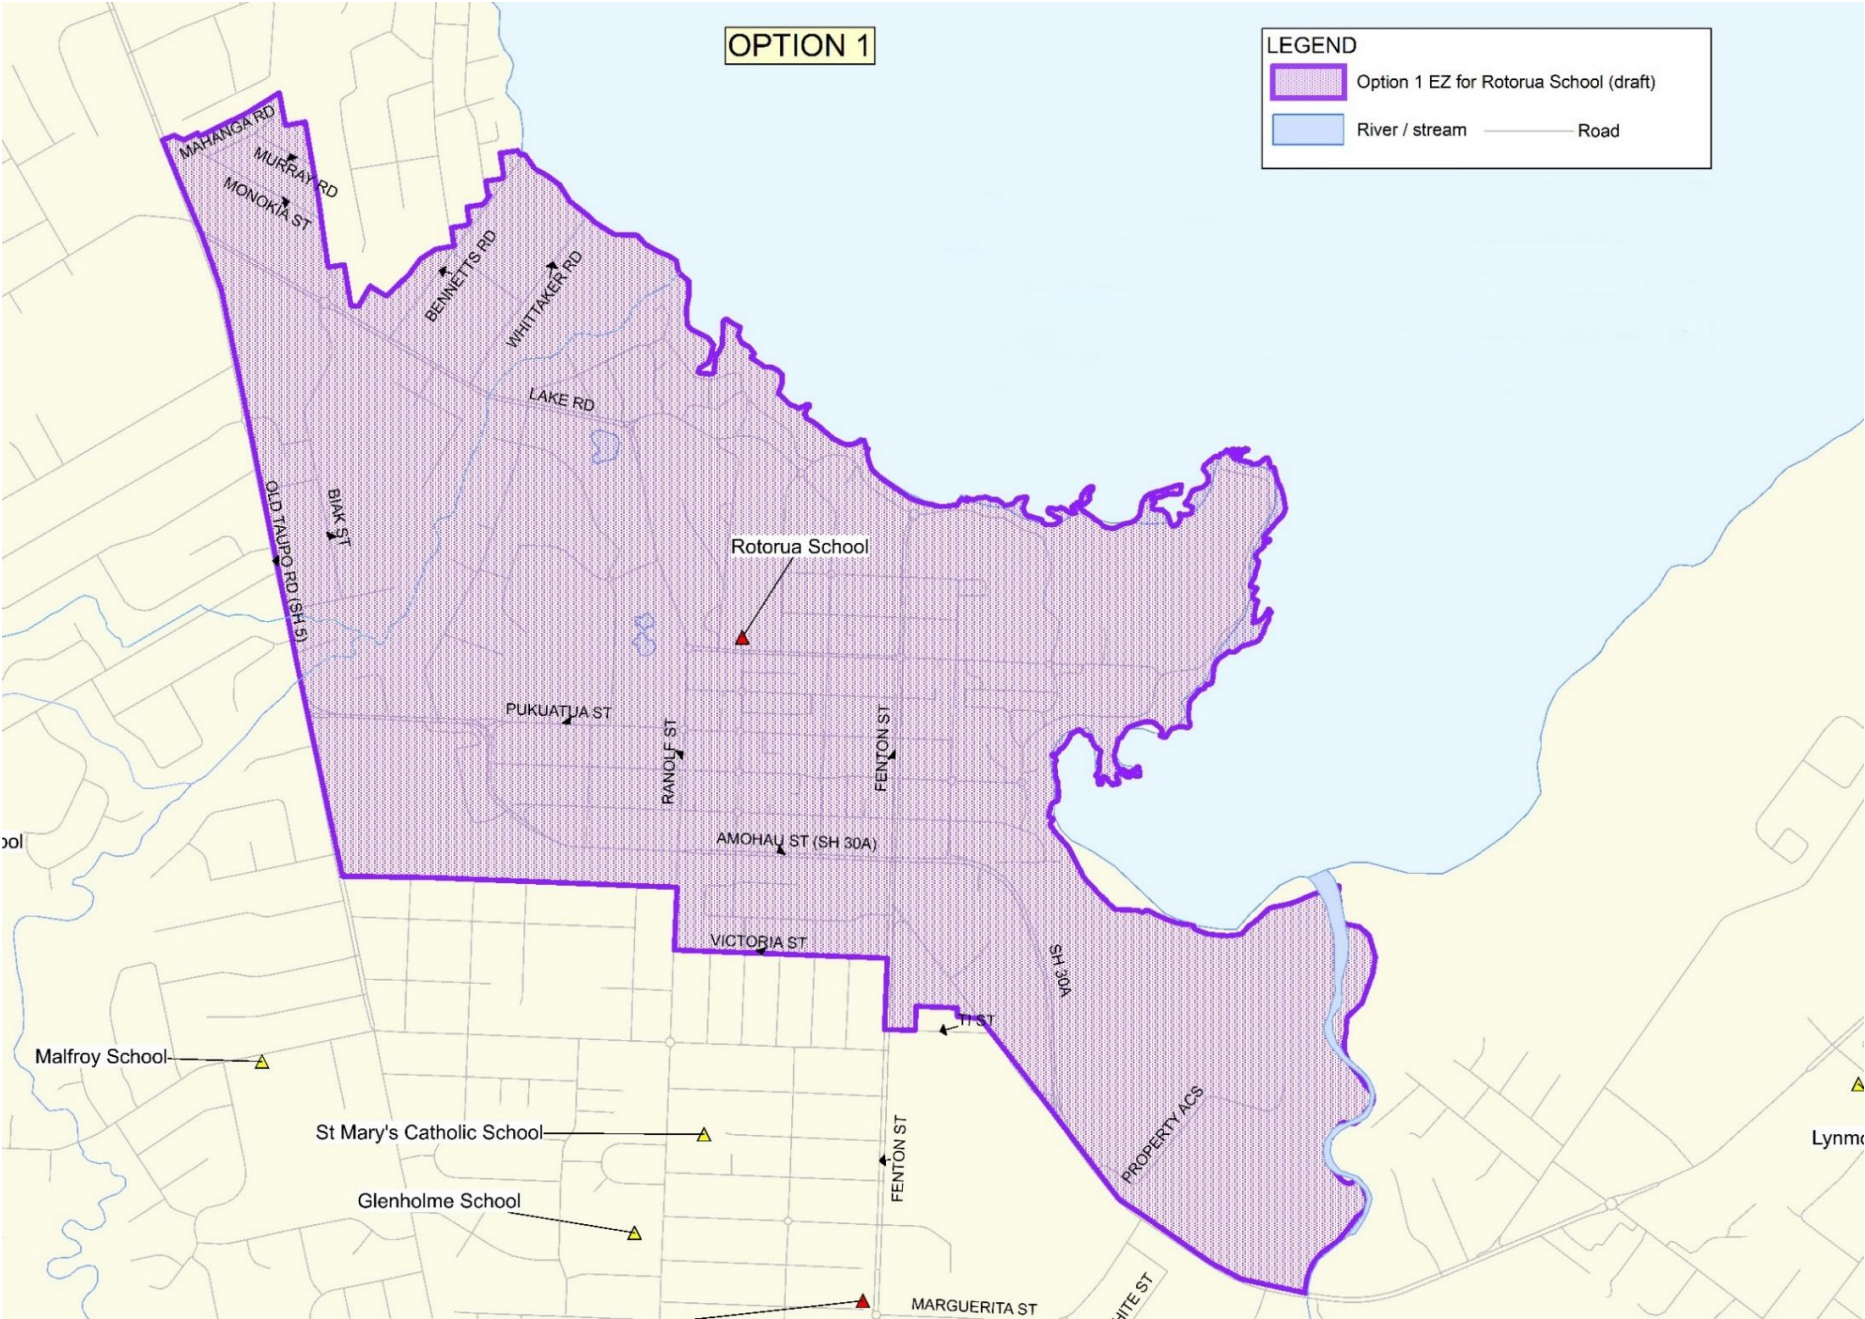 OPTION 1
LEGEND
Option 1 EZ for Rotorua School (draft)
River / stream
Road
MAHANGA RD
MURRAY RD
MONOKIA ST
BENNETTS RD
WHITTAKER RD
LAKE RD
OLD TAUPO RD (SH 5)
BIAK ST
Rotorua School
PUKUATUA ST
RANOLF ST
FENTON ST
AMOHAU ST (SH 30A)
ool
VICTORIA ST
SH 30A
TI ST
Malfroy School
St Mary's Catholic School
FENTON ST
PROPERTY ACS
Lynmo
Glenholme School
MARGUERITA ST
HITE ST